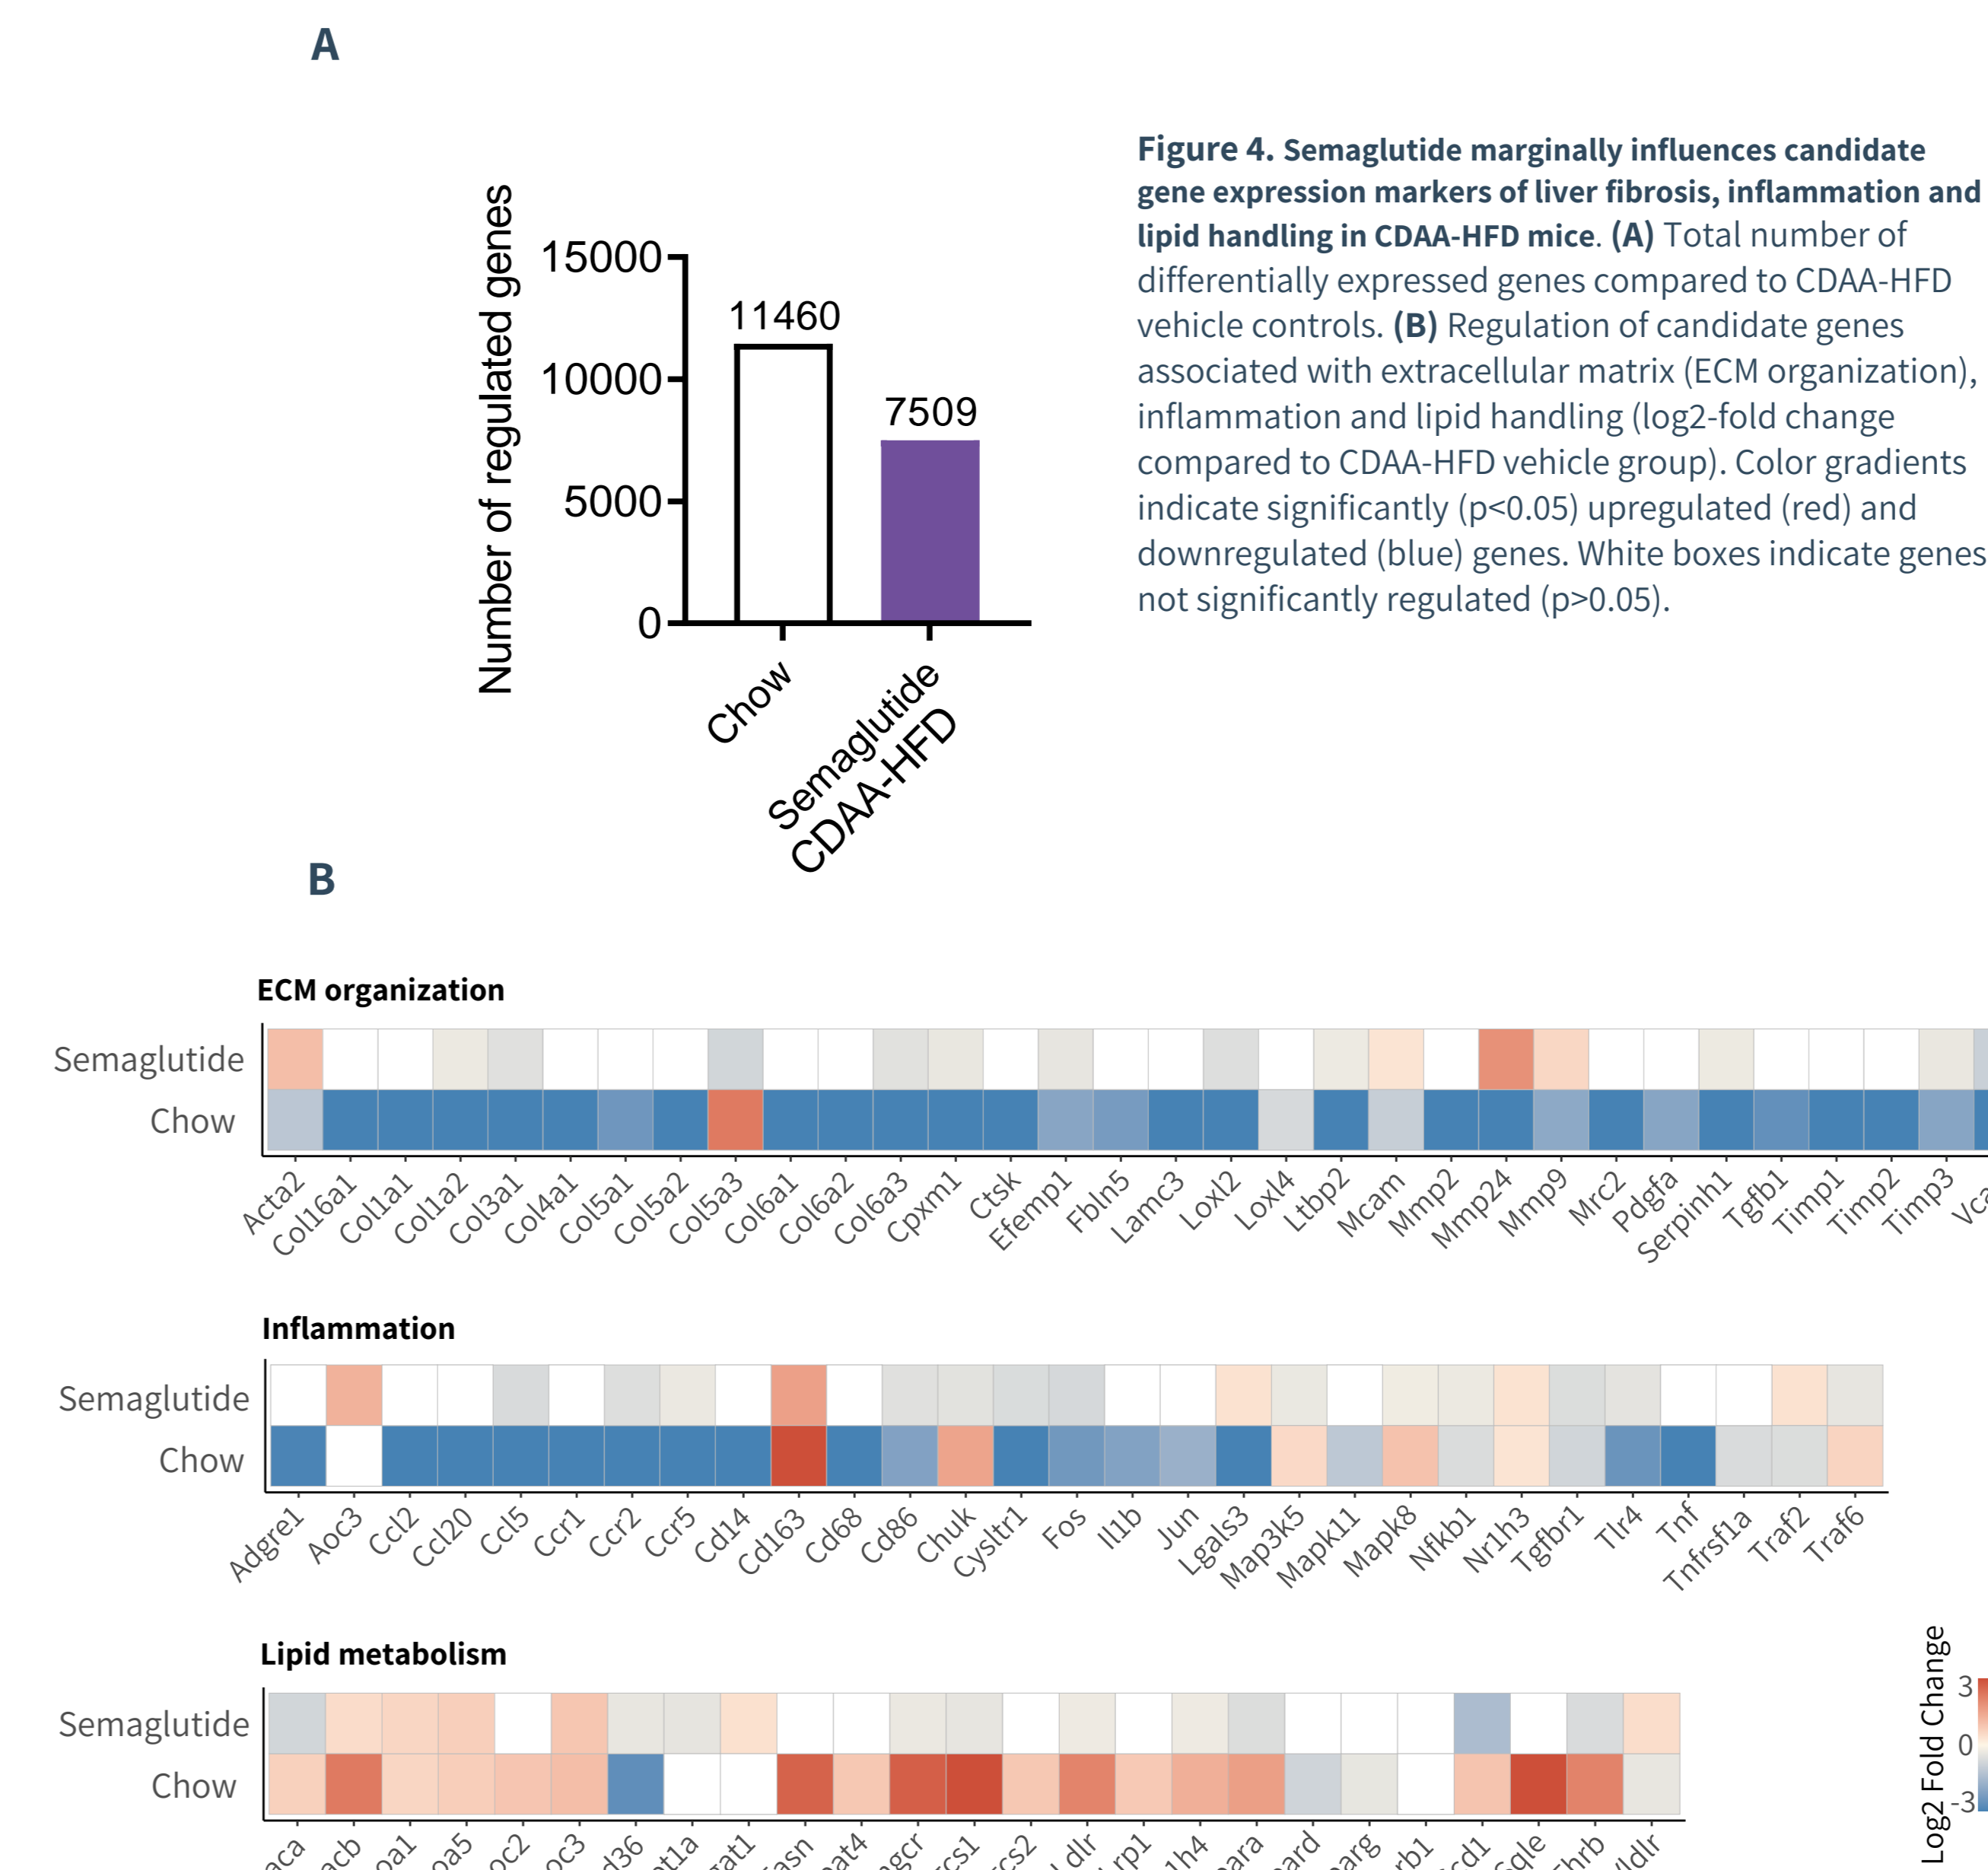 A
Number of regulated genes
15000
10000
5000
0
11460
7509
Chow
Semaglutide
CDAA-HFD
Figure 4. Semaglutide marginally influences candidate
gene expression markers of liver fibrosis, inflammation and
lipid handling in CDAA-HFD mice. (A) Total number of
differentially expressed genes compared to CDAA-HFD
vehicle controls. (B) Regulation of candidate genes
associated with extracellular matrix (ECM organization),
inflammation and lipid handling (log2-fold change
compared to CDAA-HFD vehicle group). Color gradients
indicate significantly (p<0.05) upregulated (red) and
downregulated (blue) genes. White boxes indicate genes
not significantly regulated (p>0.05).
B
ECM organization
Semaglutide
Chow
Acta2
Col16a1
Col1a1
Col1a2
Col3a1
Col4a1
Col5a1
Col5a2
Col5a3
Col6a1
Col6a2
Col6a3
Cpxm1
Ctsk
Efemp1
Fbln5
Lamc3
Loxl2
Loxl4
Ltbp2
Mcam
Mmp2
Mmp24
Mmp9
Mrc2
Pdgfa
Serpinh1
Tgfb1
Timp1
Timp2
Timp3
Inflammation
Semaglutide
Chow
Adgre1
Aoc3
Ccl2
Ccl20
Ccl5
Ccr1
Ccr2
Ccr5
Cd14
Cd163
Cd68
Cd86
Chuk
Cysltr1
Fos
Il1b
Jun
Lgals3
Map3k5
Mapk11
Mapk8
Nfkb1
Nr1h3
Tgfbr1
Tlr4
Tnf
Tnfrsf1a
Traf2
Traf6
Lipid metabolism
Semaglutide
Chow
Log2 Fold Change
3
0
-3